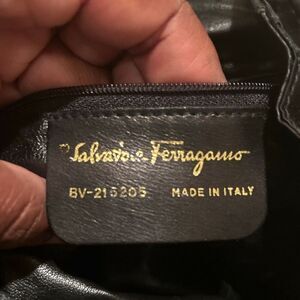 Salvatore Ferragamo
BV-215205 MADE IN ITALY